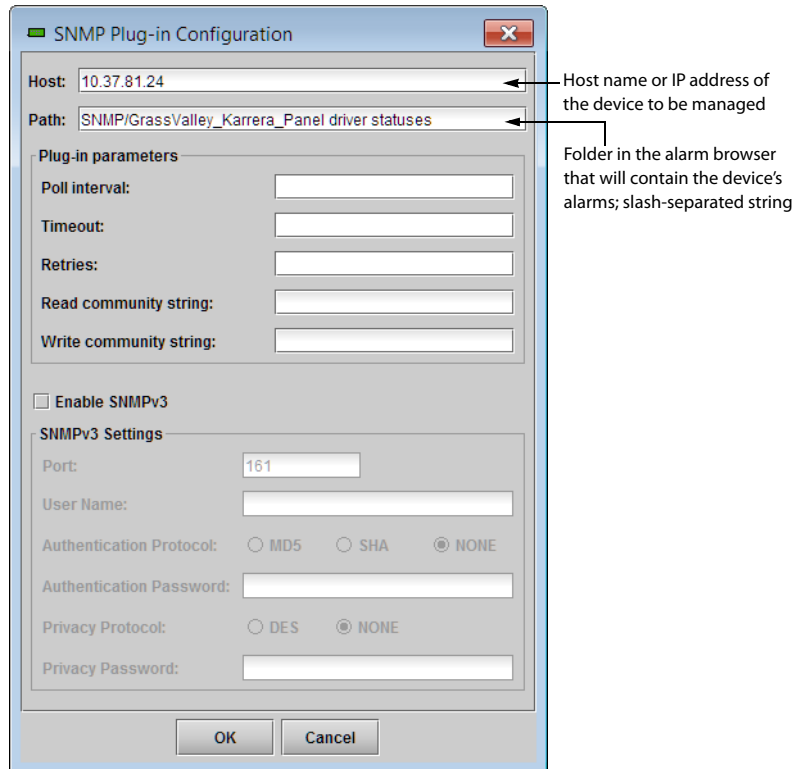 SNMP Plug-in Configuration
Host: 10.37.81.24
Path: SNMP/GrassValley_Karrera_Panel driver statuses
Plug-in parameters
Poll interval:
Timeout:
Retries:
Read community string:
Write community string:
Enable SNMPv3
SNMPv3 Settings
Port: 161
User Name:
Authentication Protocol: MD5 SHA NONE
Authentication Password:
Privacy Protocol: DES NONE
Privacy Password:
OK Cancel
Host name or IP address of
the device to be managed
Folder in the alarm browser
that will contain the device's
alarms; slash-separated string